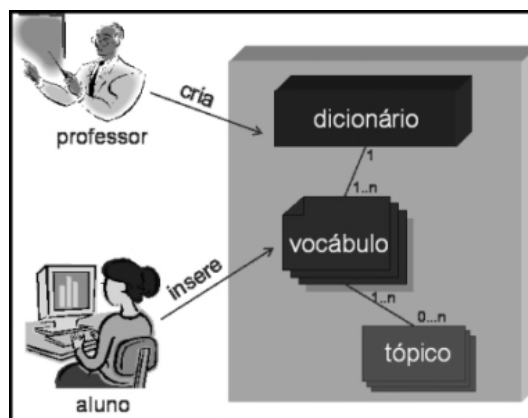 professor
cria
dicionário
1
1..n
vocábulo
insere
1..n
0...n
tópico
aluno